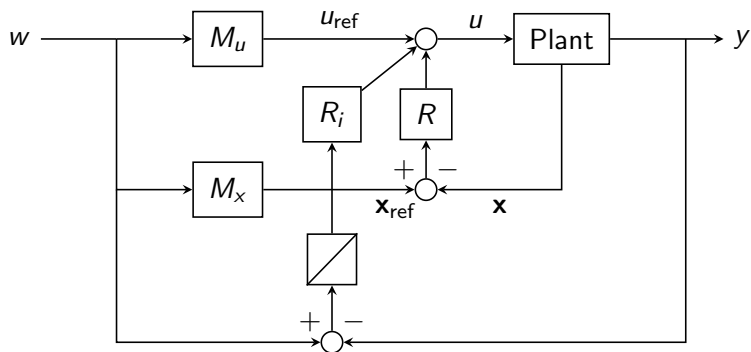 w
M_u
u_ref
u
Plant
y
R_i
R
+ −
M_x
x_ref
x
+ −